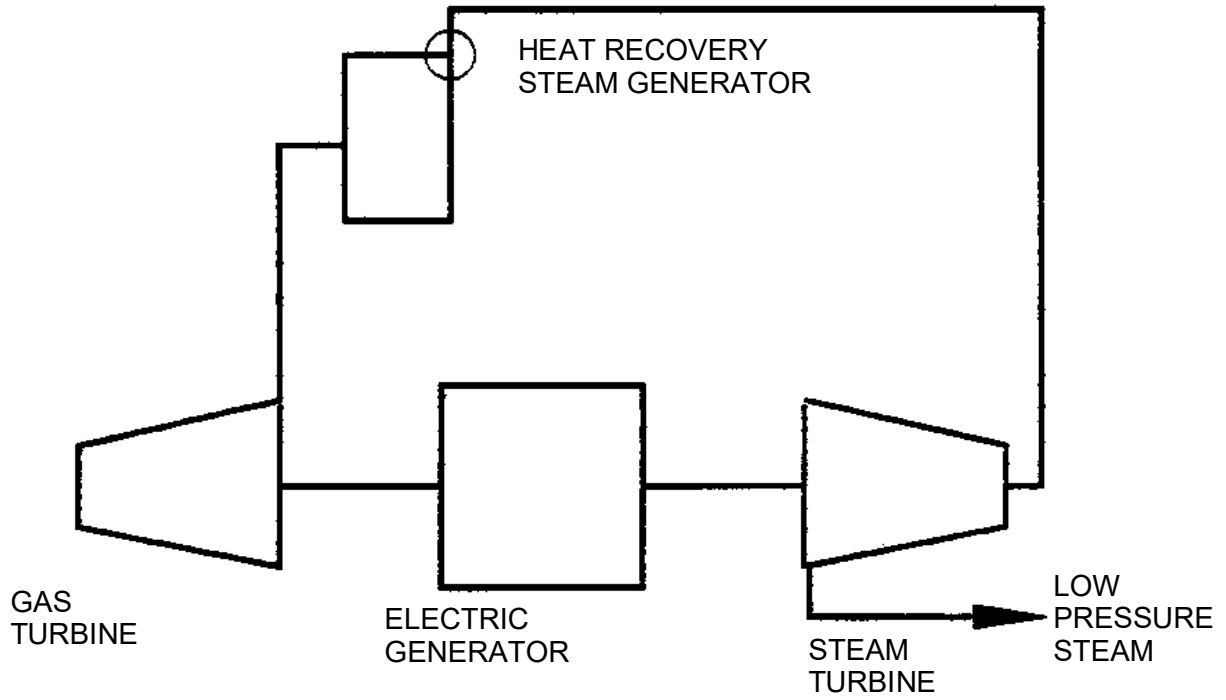 HEAT RECOVERY
STEAM GENERATOR
GAS
TURBINE
ELECTRIC
GENERATOR
STEAM
TURBINE
LOW
PRESSURE
STEAM